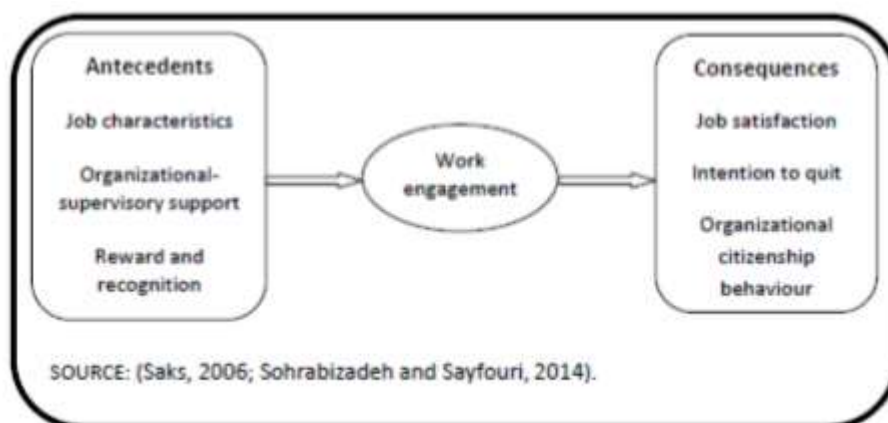 Antecedents
Job characteristics
Organizational-
supervisory support
Reward and
recognition
Work
engagement
Consequences
Job satisfaction
Intention to quit
Organizational
citizenship
behaviour
SOURCE: (Saks, 2006; Sohrabizadeh and Sayfouri, 2014).